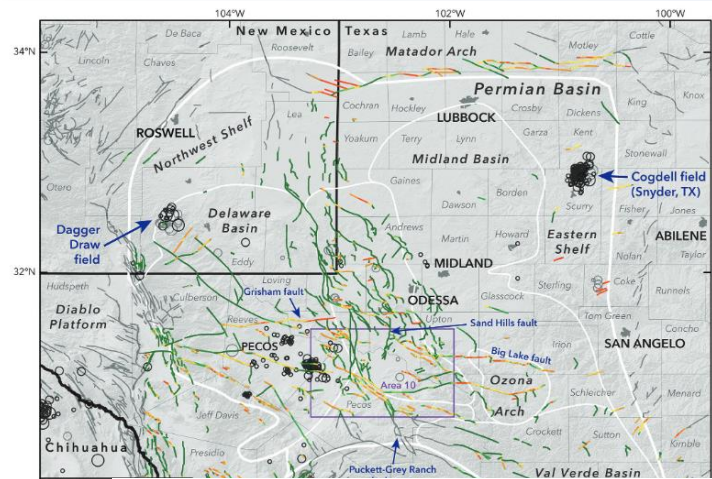 104°W
New Mexico
Texas
102°W
100°W
De Baca
Roosevelt
Lamb
Hale
Cottle
34°N
Bailey
Matador Arch
Motley
Lincoln
Chaves
Permian Basin
King
Knox
Cochran
Hockley
LUBBOCK
Crosby
Dickens
Lea
ROSWELL
Northwest Shelf
Yoakum
Terry
Lynn
Garza
Kent
Stonewall
Midland Basin
Cogdell field
(Snyder, TX)
Otero
Gaines
Borden
Scurry
Fisher
Jones
Dawson
Dagger
Draw
field
Delaware
Basin
Andrews
Martin
Howard
Eastern
Shelf
ABILENE
Nolan
Taylor
Eddy
MIDLAND
32°N
Hudspeth
Loving
Culberson
Grisham fault
ODESSA
Glasscock
Sterling
Coke
Runnels
Diablo
Platform
Reeves
Upton
Sand Hills fault
Tom Green
Concho
PECOS
Big Lake fault
Irion
SAN ANGELO
Area 10
Ozona
Arch
Schleicher
Menard
Jeff Davis
Pecos
Crockett
Sutton
Kimble
Chihuahua
Presidio
Puckett-Grey Ranch
Val Verde Basin